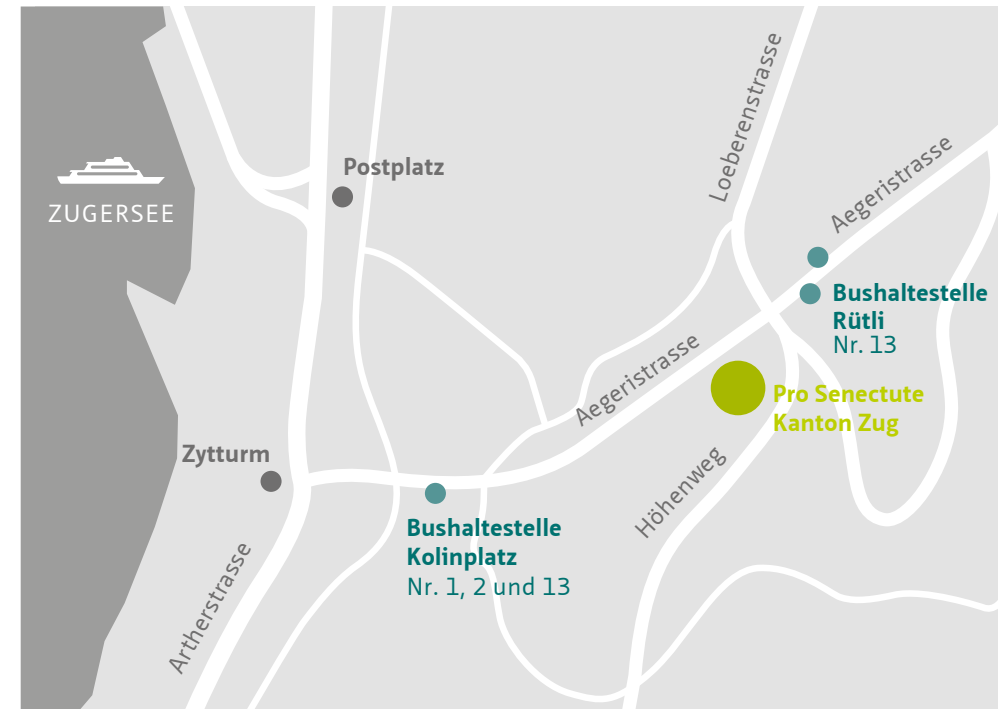 Loeberenstrasse
Aegeristrasse
Postplatz
ZUGERSEE
Bushaltestelle
Rütli
Nr. 13
Aegeristrasse
Pro Senectute
Kanton Zug
Zytturm
Höhenweg
Bushaltestelle
Kolinplatz
Nr. 1, 2 und 13
Artherstrasse